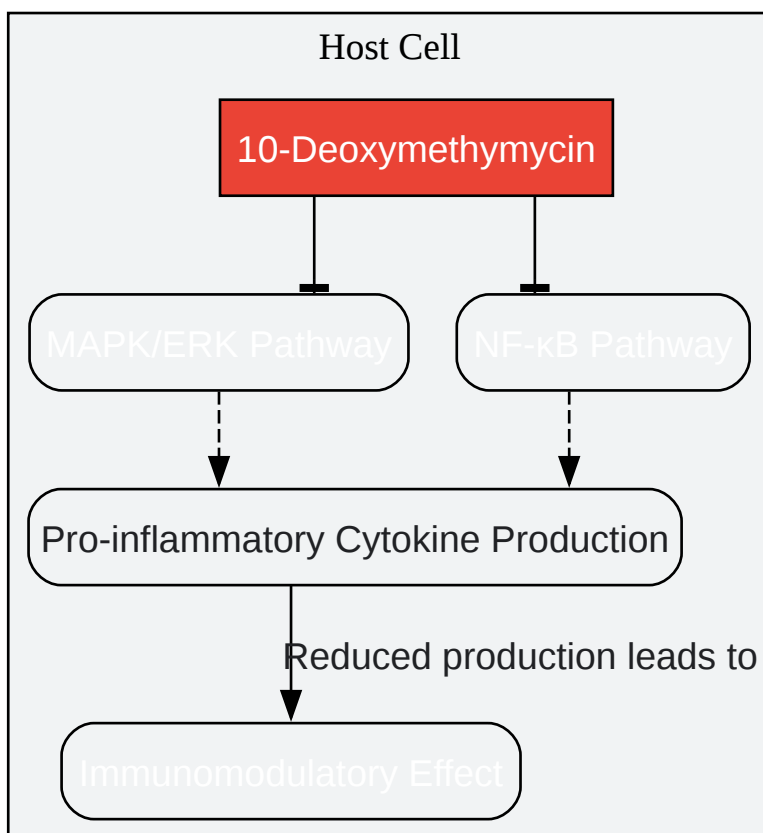 Host Cell
10-Deoxymethymycin
MAPK/ERK Pathway
NF-κB Pathway
Pro-inflammatory Cytokine Production
Reduced production leads to
Immunomodulatory Effect